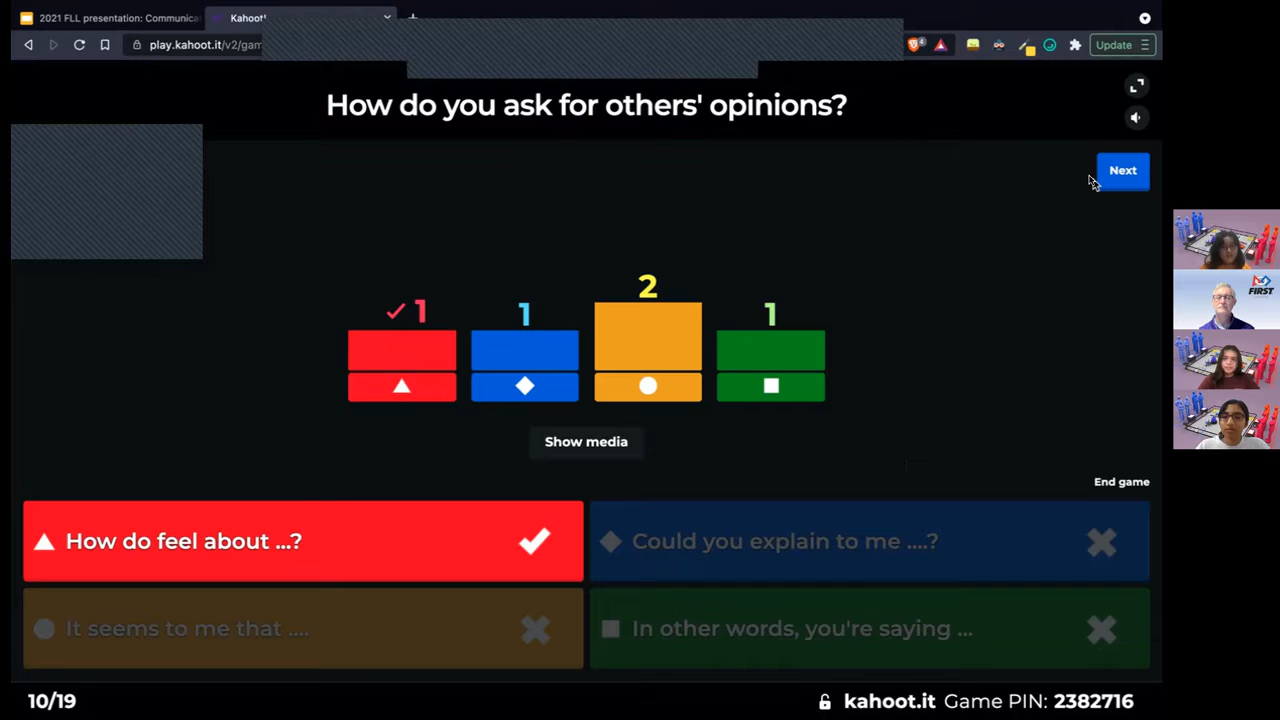 2021 FLL presentation: Communica
Kahoot!
play.kahoot.it/v2/gam
Update
How do you ask for others' opinions?
Next
1
1
2
1
Show media
End game
How do feel about ...?
Could you explain to me ....?
It seems to me that ....
In other words, you're saying ...
10/19
kahoot.it Game PIN: 2382716
FIRST